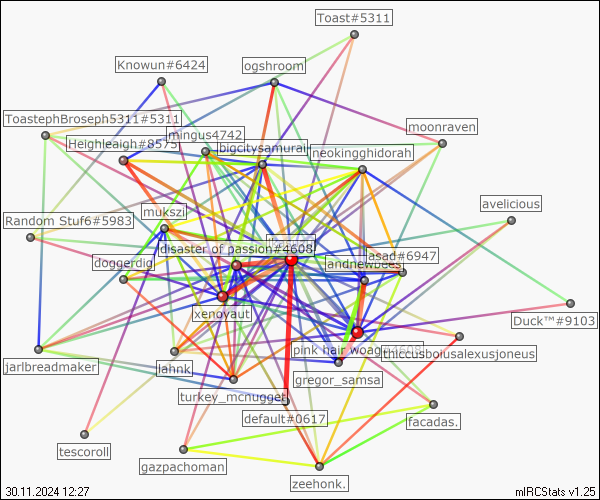 Toast#5311
Knowun#6424
ogshroom
ToastephBroseph5311#5311
moonraven
mingus4742
Heighleaigh#8575
bigcitysamurai
neokingghidorah
avelicious
mukszi
Random Stuf6#5983
disaster of passion#4608
asad#6947
doggerdig
andriewbees
xenoyaut
Duck™#9103
pink hair woag
thiccusboiusalexusjoneus
jarlbreadmaker
lahnk
gregor_samsa
turkey_mcnugget
default#0617
facadas.
tescoroll
gazpachoman
zeehonk.
30.11.2024 12:27
mIRCStats v1.25